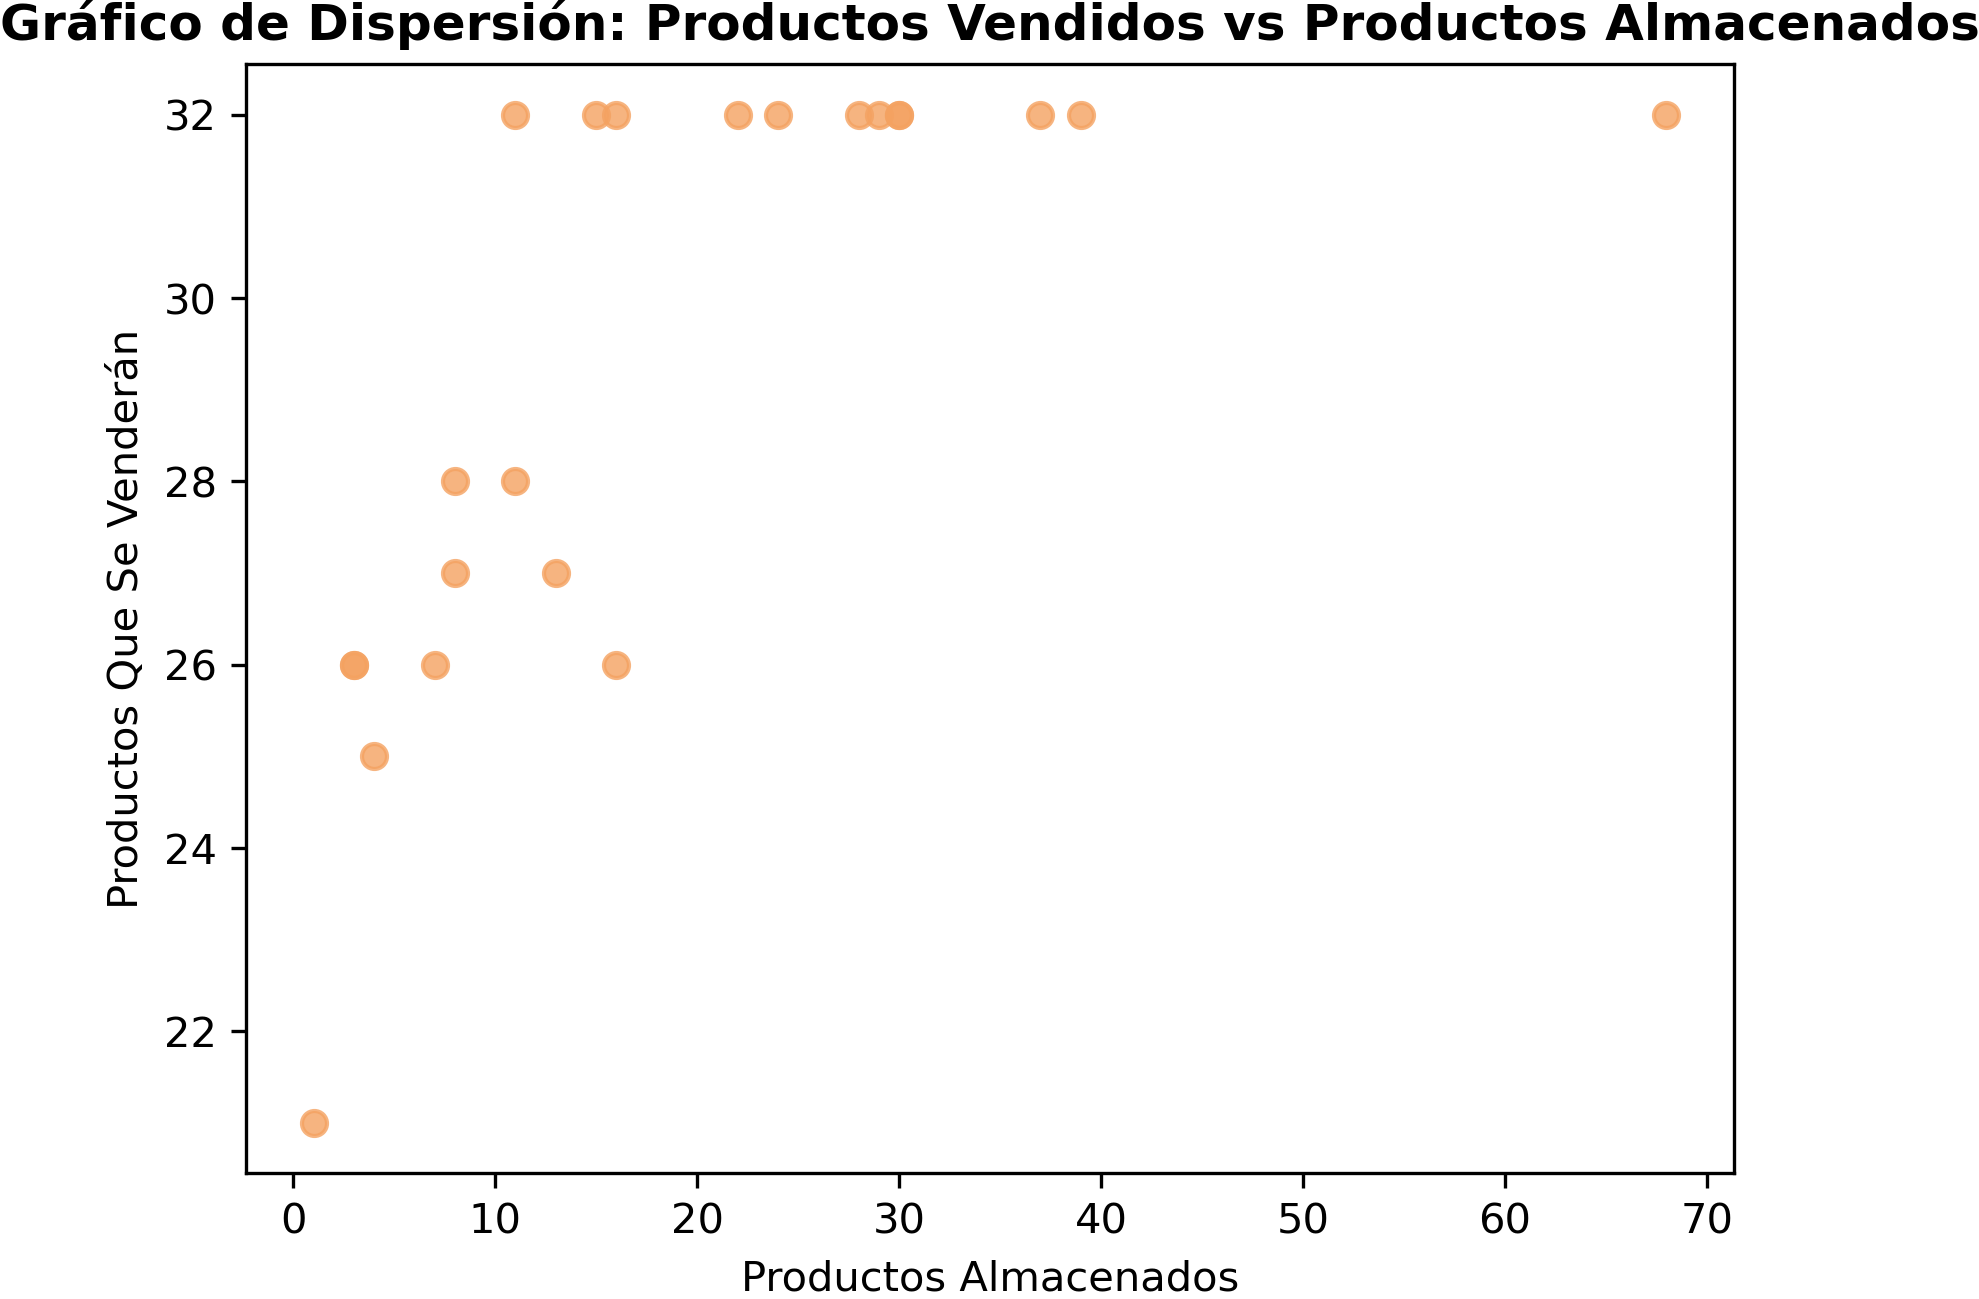 Gráfico de Dispersión: Productos Vendidos vs Productos Almacenados
32
30
28
26
24
22
Productos Que Se Venderán
0 10 20 30 40 50 60 70
Productos Almacenados